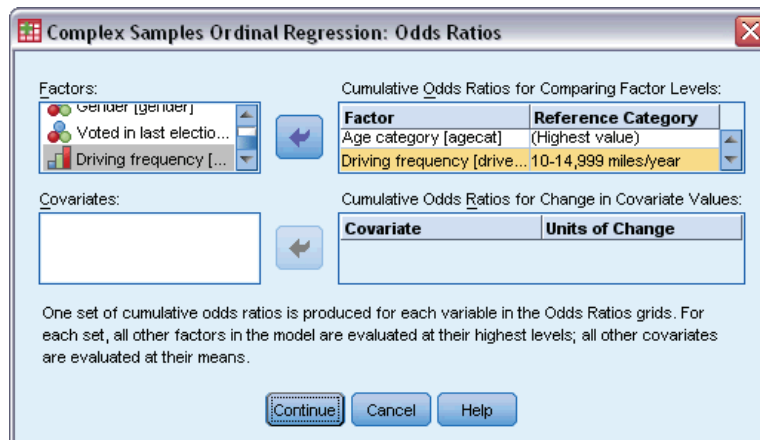 Complex Samples Ordinal Regression: Odds Ratios
Factors:
Gender [gender]
Voted in last electio...
Driving frequency [...
Cumulative Odds Ratios for Comparing Factor Levels:
Factor Reference Category
Age category [agecat] (Highest value)
Driving frequency [drive... 10-14,999 miles/year
Covariates:
Cumulative Odds Ratios for Change in Covariate Values:
Covariate Units of Change
One set of cumulative odds ratios is produced for each variable in the Odds Ratios grids. For
each set, all other factors in the model are evaluated at their highest levels; all other covariates
are evaluated at their means.
Continue Cancel Help